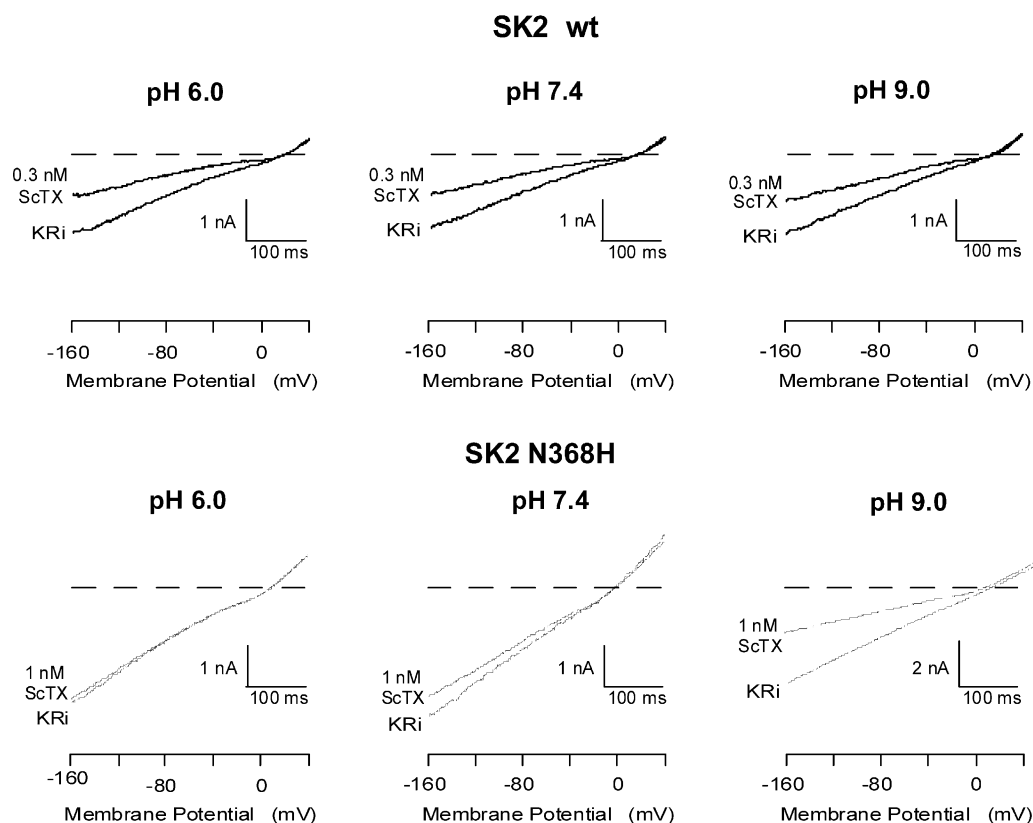 SK2 wt
pH 6.0
pH 7.4
pH 9.0
0.3 nM
ScTX
KRi
1 nA
100 ms
0.3 nM
ScTX
KRi
1 nA
100 ms
0.3 nM
ScTX
KRi
1 nA
100 ms
-160 -80 0
Membrane Potential (mV)
-160 -80 0
Membrane Potential (mV)
-160 -80 0
Membrane Potential (mV)
SK2 N368H
pH 6.0
pH 7.4
pH 9.0
1 nM
ScTX
KRi
1 nA
100 ms
1 nM
ScTX
KRi
1 nA
100 ms
1 nM
ScTX
KRi
2 nA
100 ms
-160 -80 0
Membrane Potential (mV)
-160 -80 0
Membrane Potential (mV)
-160 -80 0
Membrane Potential (mV)